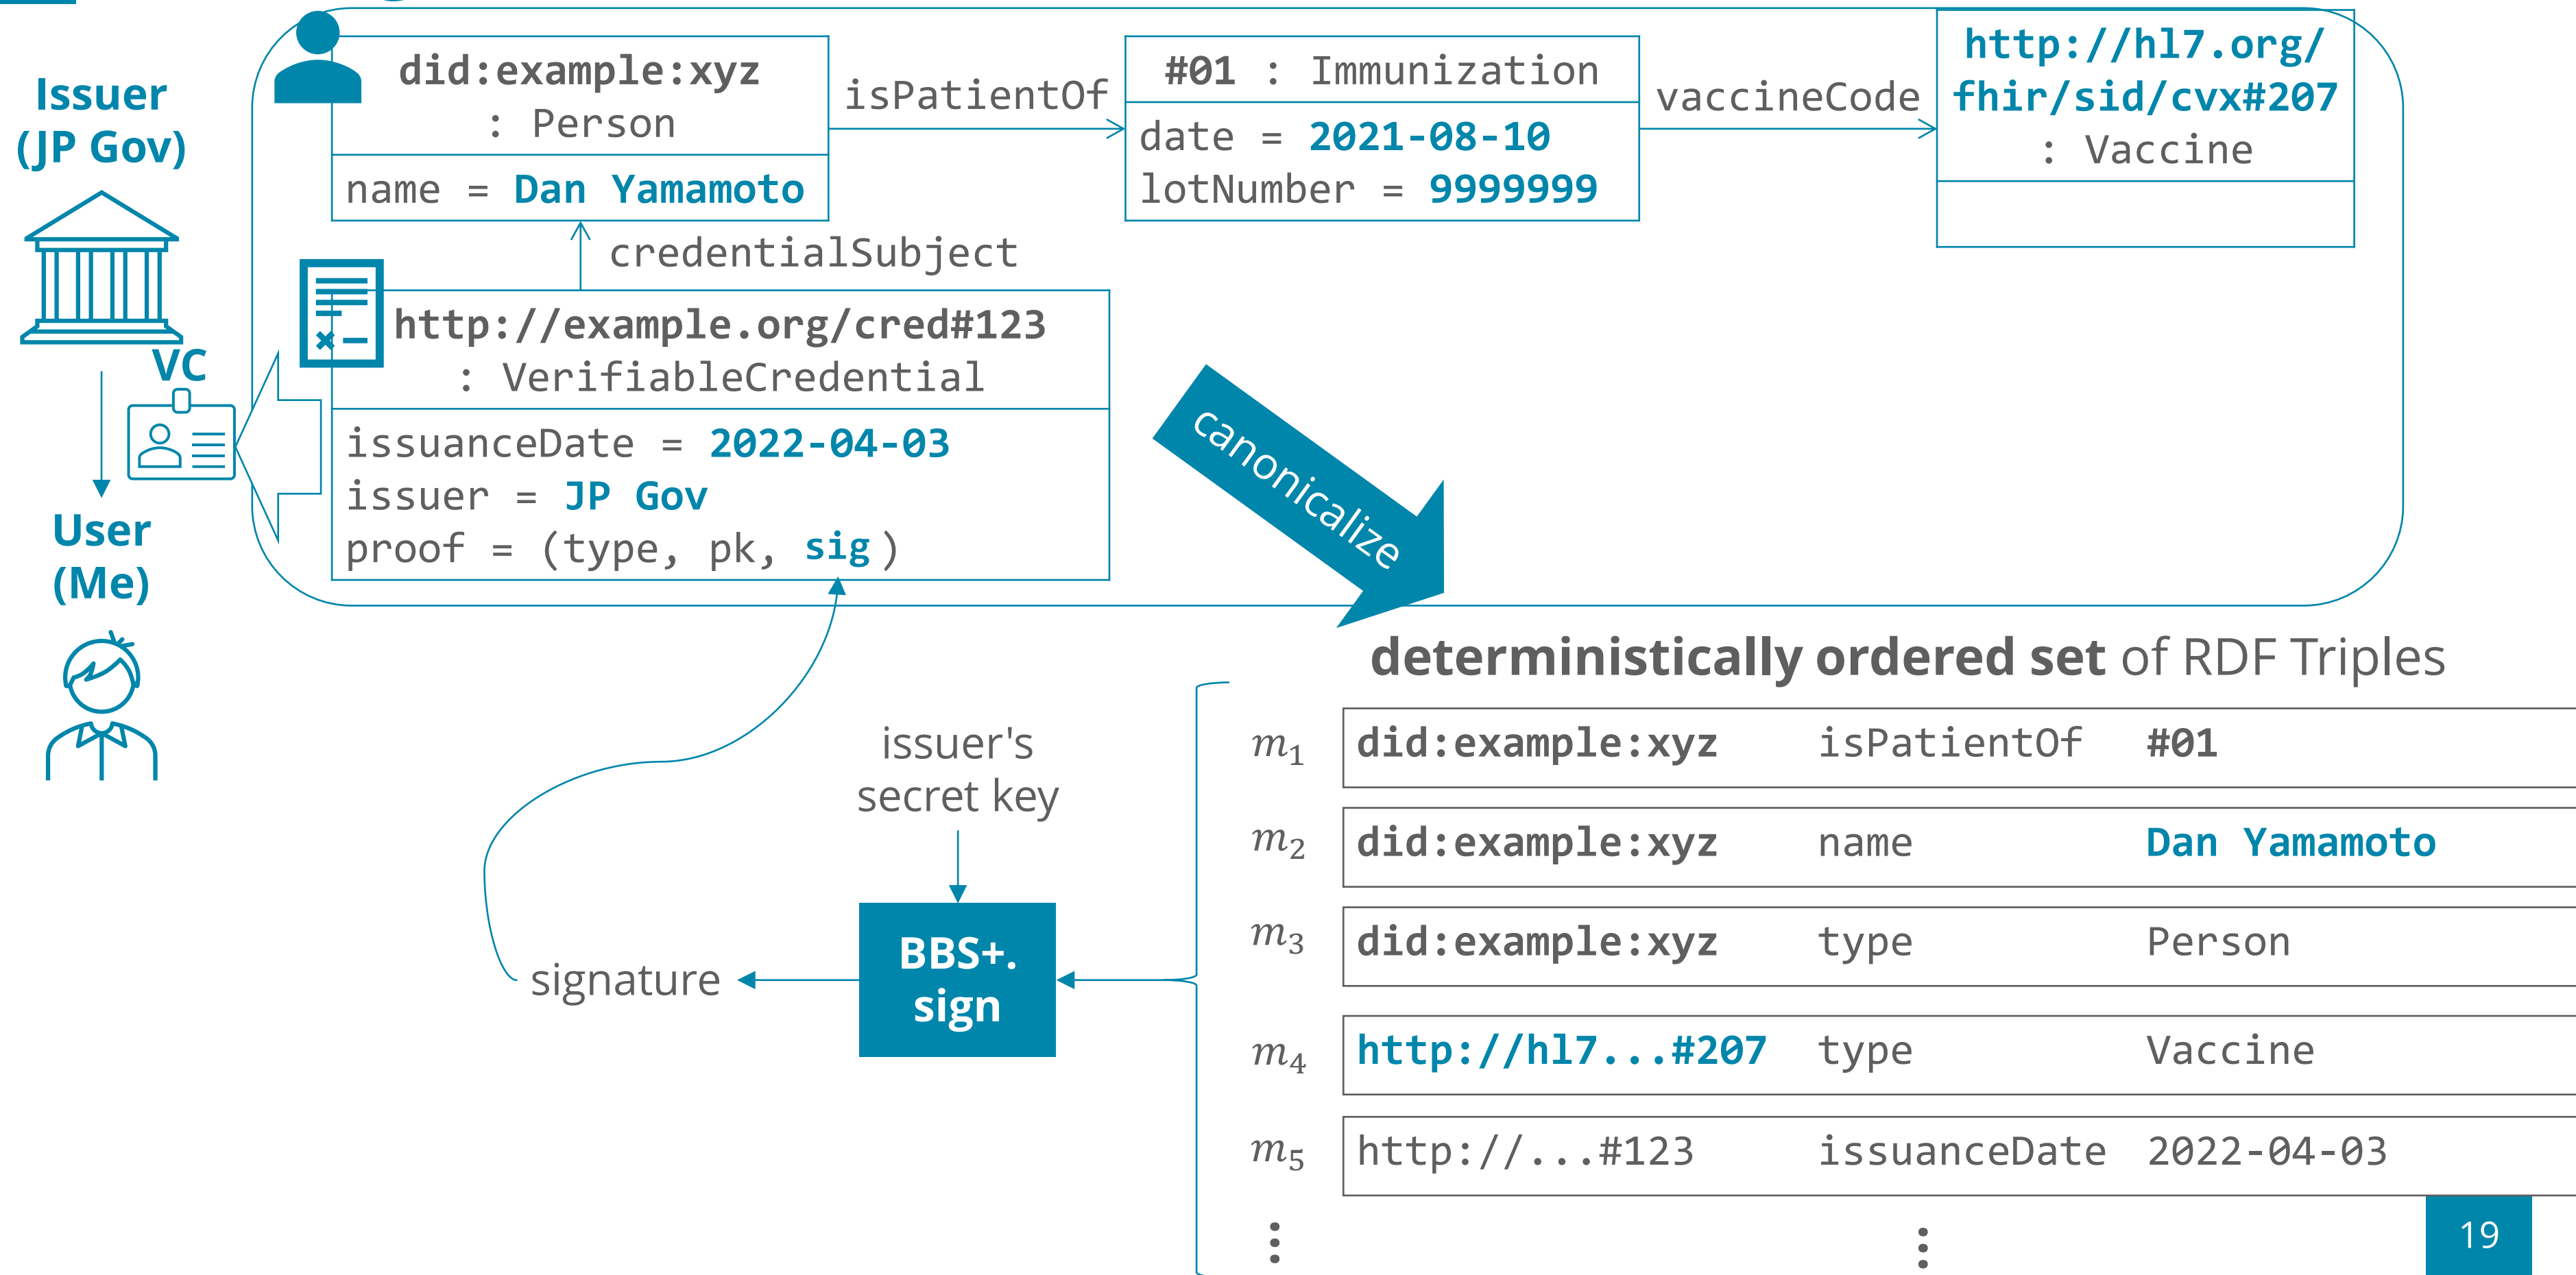 Issuer
(JP Gov)
VC
User
(Me)
did:example:xyz
: Person
name = Dan Yamamoto
isPatientOf
#01 : Immunization
date = 2021-08-10
lotNumber = 9999999
vaccineCode
http://hl7.org/
fhir/sid/cvx#207
: Vaccine
credentialSubject
http://example.org/cred#123
: VerifiableCredential
issuanceDate = 2022-04-03
issuer = JP Gov
proof = (type, pk, sig)
canonicalize
deterministically ordered set of RDF Triples
issuer's
secret key
BBS+.
sign
signature
m₁ did:example:xyz isPatientOf #01
m₂ did:example:xyz name Dan Yamamoto
m₃ did:example:xyz type Person
m₄ http://hl7...#207 type Vaccine
m₅ http://...#123 issuanceDate 2022-04-03
⋮ ⋮
19